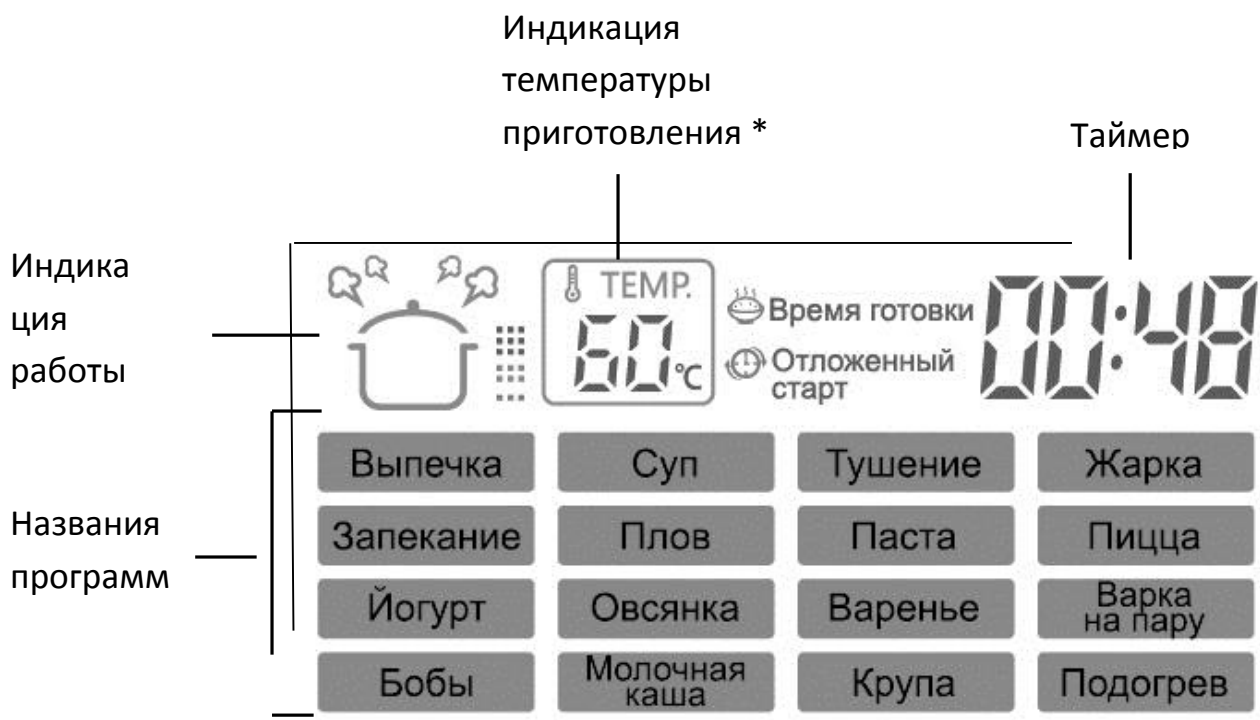 Индикация
температуры
приготовления *
Таймер
Индика
ция
работы
TEMP.
60°C
Время готовки
Отложенный
старт
00:48
Названия
программ
Выпечка
Суп
Тушение
Жарка
Запекание
Плов
Паста
Пицца
Йогурт
Овсянка
Варенье
Варка
на пару
Бобы
Молочная
каша
Крупа
Подогрев